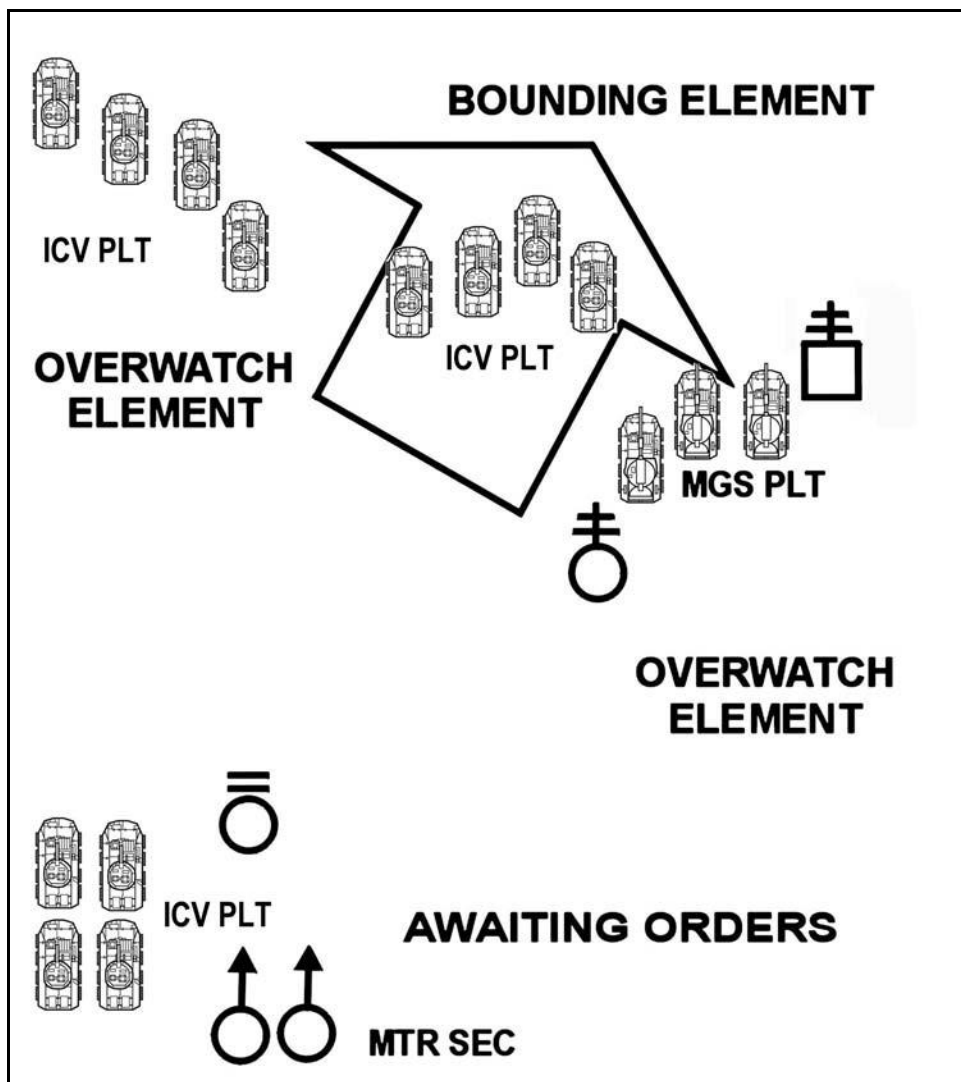 BOUNDING ELEMENT
ICV PLT
ICV PLT
OVERWATCH
ELEMENT
MGS PLT
OVERWATCH
ELEMENT
ICV PLT
AWAITING ORDERS
MTR SEC